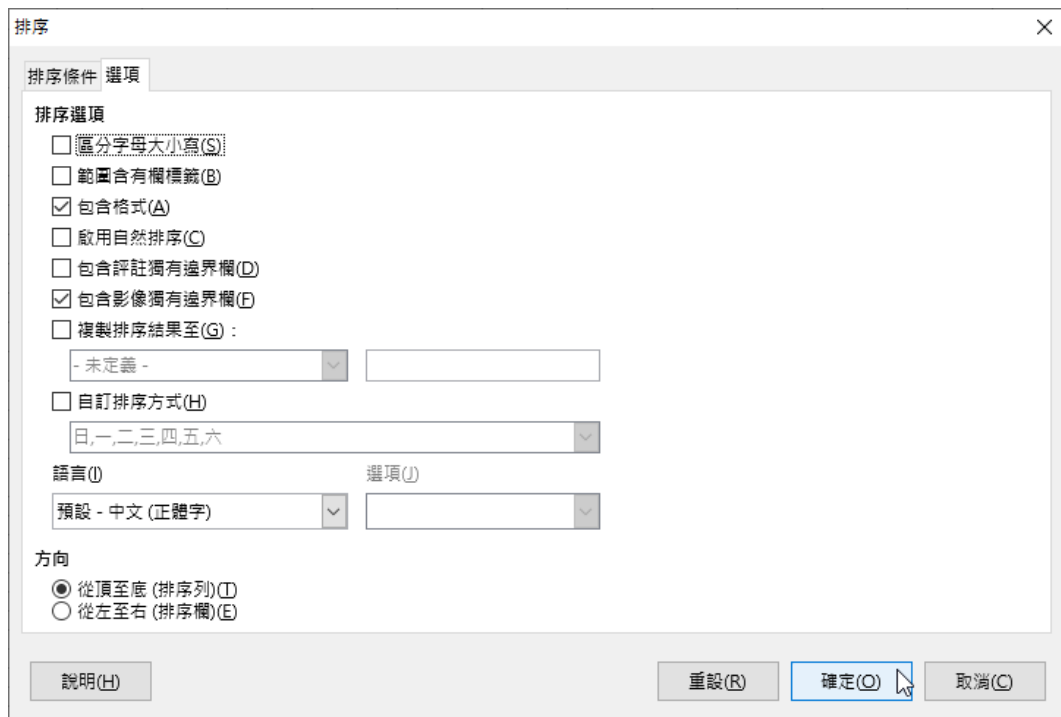 排序
排序條件 選項
排序選項
區分字母大小寫(S)
範圍含有欄標籤(B)
包含格式(A)
啟用自然排序(C)
包含評註獨有邊界欄(D)
包含影像獨有邊界欄(F)
複製排序結果至(G)：
- 未定義 -
自訂排序方式(H)
日,一,二,三,四,五,六
語言(I) 選項(J)
預設 - 中文 (正體字)
方向
從頂至底 (排序列)(T)
從左至右 (排序欄)(E)
說明(H) 重設(R) 確定(O) 取消(C)